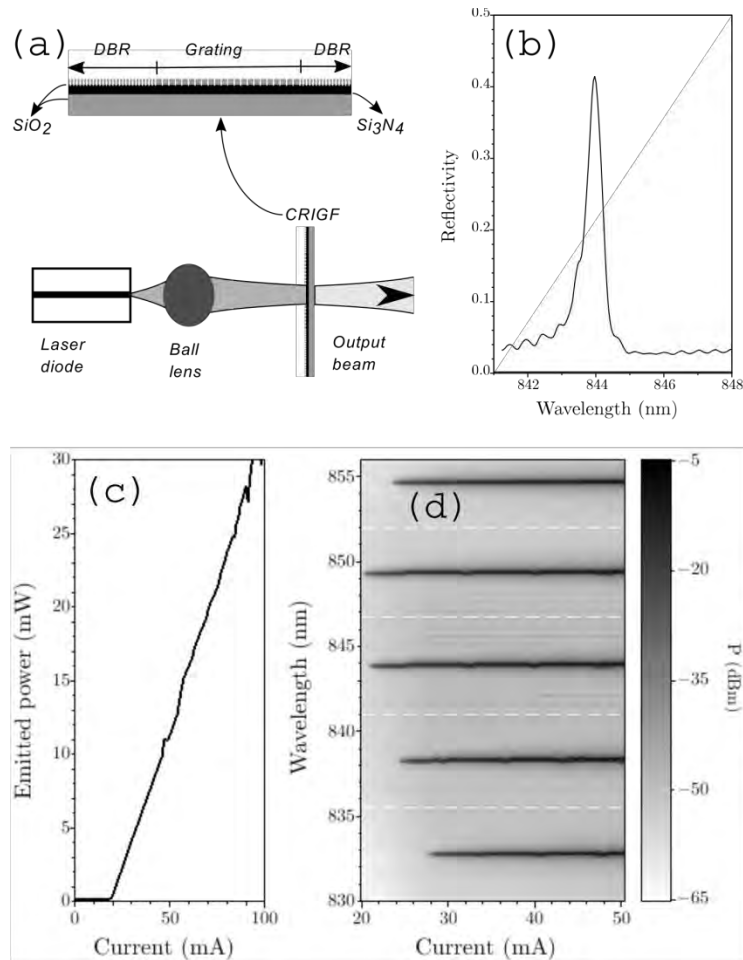 (a)
DBR Grating DBR
SiO2 Si3N4
CRIGF
Laser diode
Ball lens
Output beam
(b)
Reflectivity
0.5
0.4
0.3
0.2
0.1
0.0
842 844 846 848
Wavelength (nm)
(c)
Emitted power (mW)
30
25
20
15
10
5
0
0 50 100
Current (mA)
(d)
Wavelength (nm)
855
850
845
840
835
830
20 30 40 50
Current (mA)
−5
−20
−35
−50
−65
P (dBm)